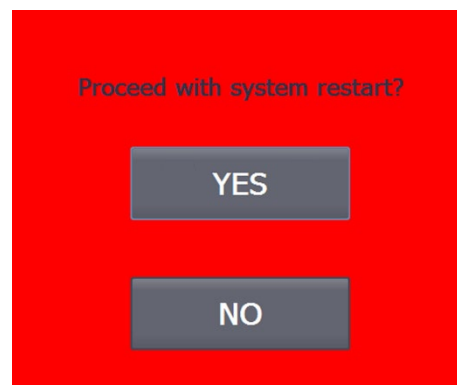 Proceed with system restart?
YES
NO